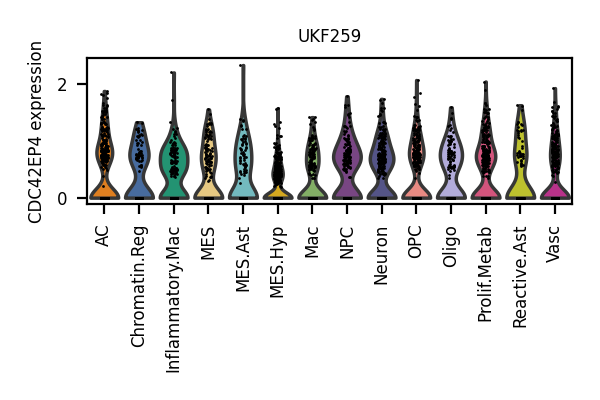 UKF259
CDC42EP4 expression
2
0
AC
Chromatin.Reg
Inflammatory.Mac
MES
MES.Ast
MES.Hyp
Mac
NPC
Neuron
OPC
Oligo
Prolif.Metab
Reactive.Ast
Vasc